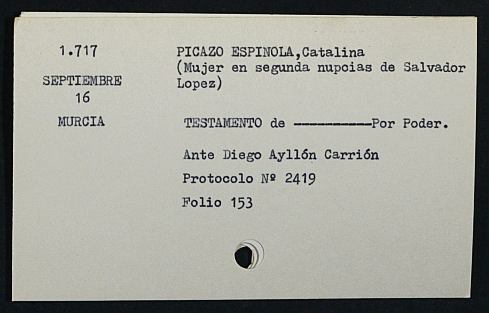 1.717
SEPTIEMBRE
16
MURCIA
PICAZO ESPINOLA,Catalina
(Mujer en segunda nupcias de Salvador
Lopez)
TESTAMENTO de ----------Por Poder.
Ante Diego Ayllón Carrión
Protocolo Nº 2419
Folio 153